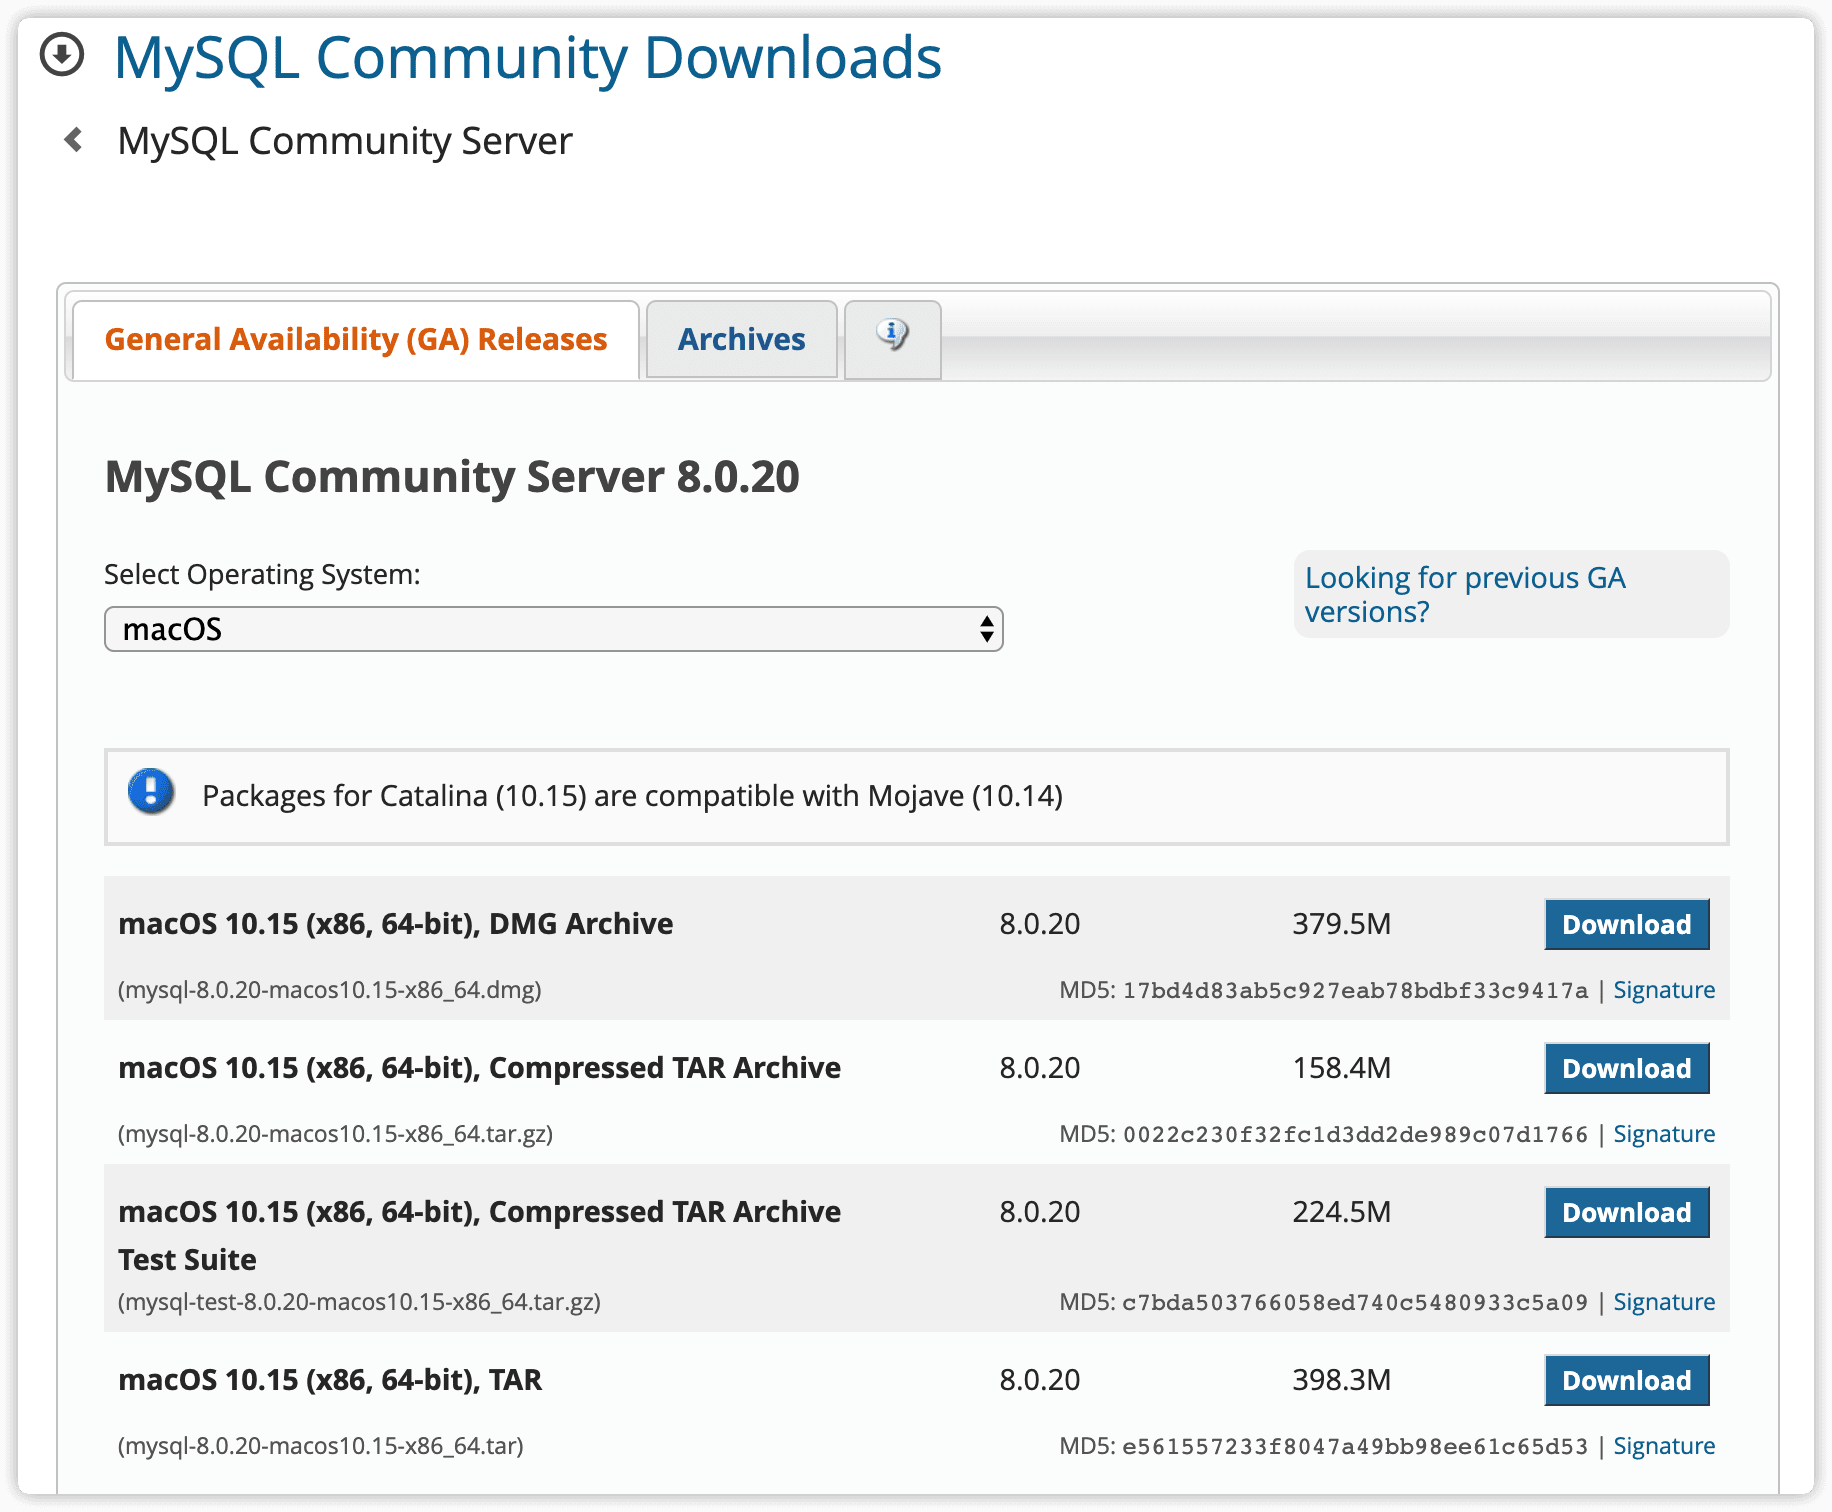 MySQL Community Downloads
MySQL Community Server
General Availability (GA) Releases
Archives
MySQL Community Server 8.0.20
Select Operating System:
macOS
Looking for previous GA
versions?
Packages for Catalina (10.15) are compatible with Mojave (10.14)
macOS 10.15 (x86, 64-bit), DMG Archive 8.0.20 379.5M Download
(mysql-8.0.20-macos10.15-x86_64.dmg) MD5: 17bd4d83ab5c927eab78bdbf33c9417a | Signature
macOS 10.15 (x86, 64-bit), Compressed TAR Archive 8.0.20 158.4M Download
(mysql-8.0.20-macos10.15-x86_64.tar.gz) MD5: 0022c230f32fc1d3dd2de989c07d1766 | Signature
macOS 10.15 (x86, 64-bit), Compressed TAR Archive 8.0.20 224.5M Download
Test Suite
(mysql-test-8.0.20-macos10.15-x86_64.tar.gz) MD5: c7bda503766058ed740c5480933c5a09 | Signature
macOS 10.15 (x86, 64-bit), TAR 8.0.20 398.3M Download
(mysql-8.0.20-macos10.15-x86_64.tar) MD5: e561557233f8047a49bb98ee61c65d53 | Signature